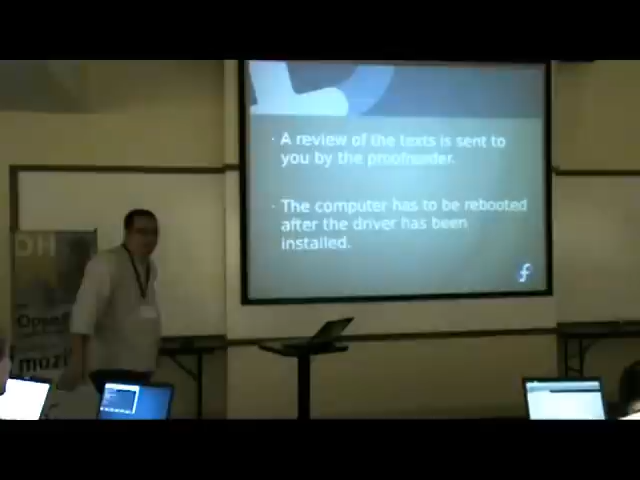 · A review of the texts is sent to
you by the proofreader.
· The computer has to be rebooted
after the driver has been
installed.
f
OH